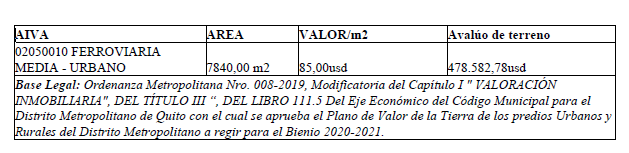 AIVA AREA VALOR/m2 Avalúo de terreno
02050010 FERROVIARIA
MEDIA - URBANO 7840,00 m2 85,00usd 478.582,78usd
Base Legal: Ordenanza Metropolitana Nro. 008-2019, Modificatoria del Capítulo I " VALORACIÓN
INMOBILIARIA", DEL TÍTULO III “, DEL LIBRO 111.5 Del Eje Económico del Código Municipal para el
Distrito Metropolitano de Quito con el cual se aprueba el Plano de Valor de la Tierra de los predios Urbanos y
Rurales del Distrito Metropolitano a regir para el Bienio 2020-2021.